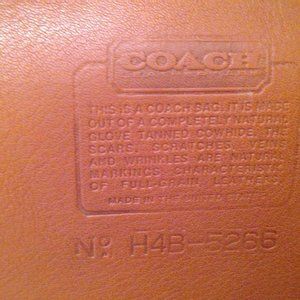 COACH
THIS IS A COACH BAG. IT IS MADE
OUT OF A COMPLETELY NATURAL
GLOVE TANNED COWHIDE. THE
SCARS, SCRATCHES, VEINS
AND WRINKLES ARE NATURAL
MARKINGS, CHARACTERISTIC
OF FULL-GRAIN, LEATHERS.
MADE IN THE UNITED STATES
No H4B-5266